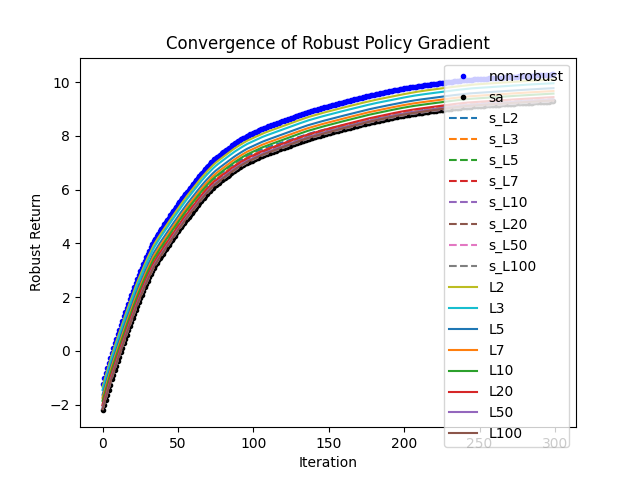 Convergence of Robust Policy Gradient
Robust Return
10
8
6
4
2
0
−2
non-robust
sa
s_L2
s_L3
s_L5
s_L7
s_L10
s_L20
s_L50
s_L100
L2
L3
L5
L7
L10
L20
L50
L100
0 50 100 150 200 250 300
Iteration